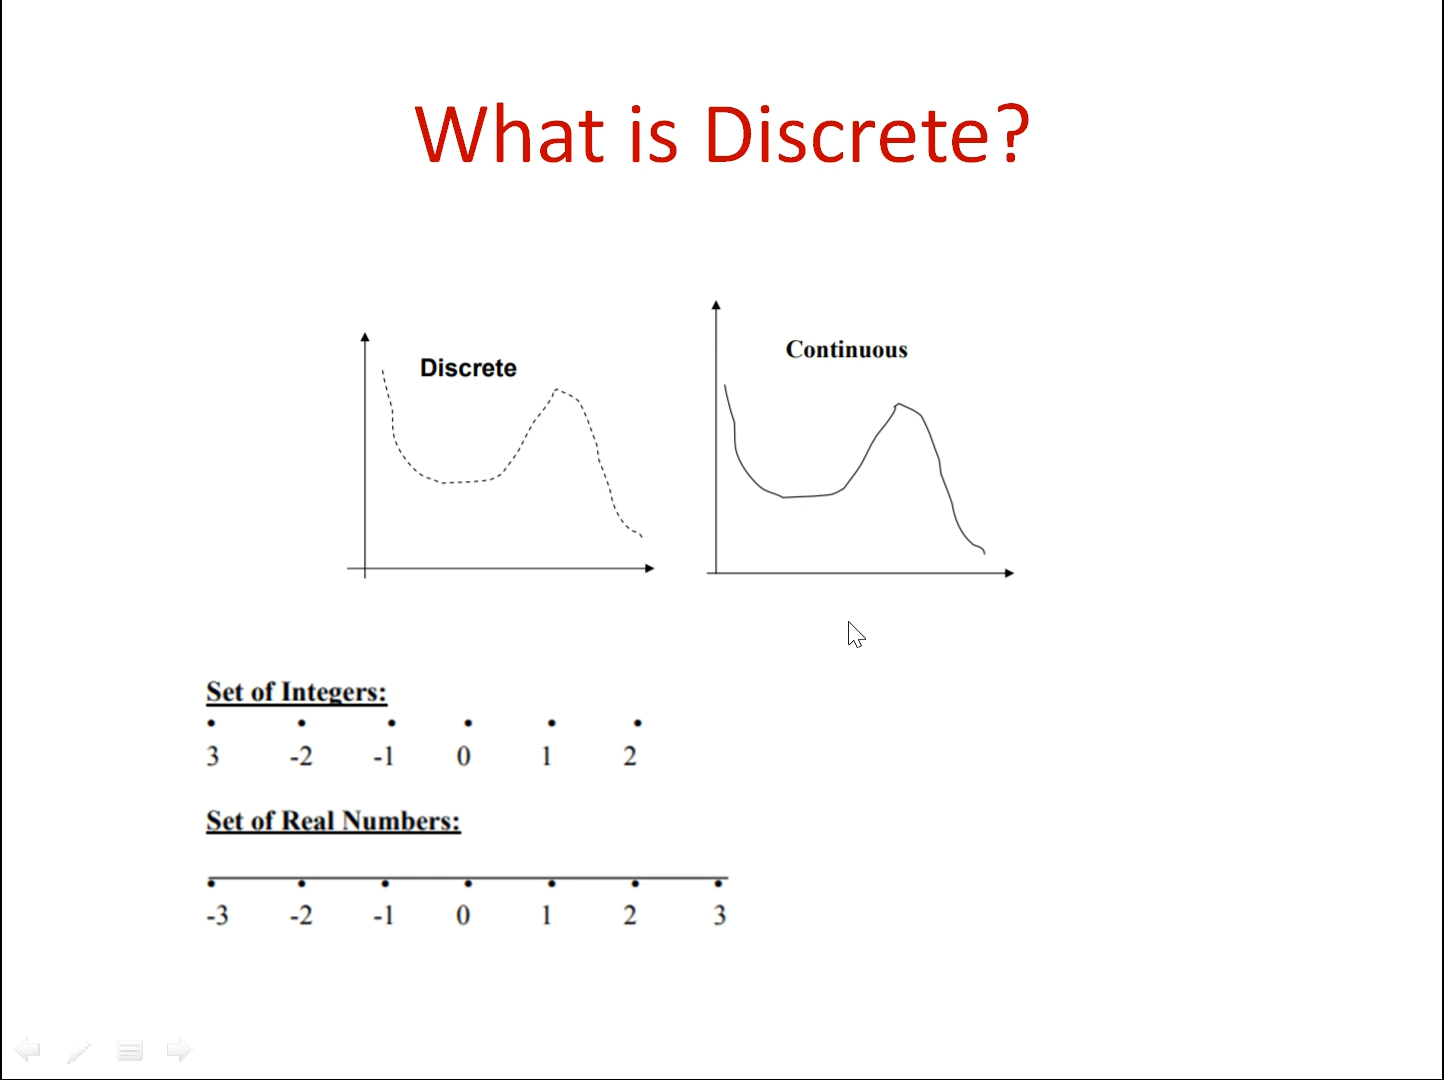 What is Discrete?
Discrete
Continuous
Set of Integers:
3 -2 -1 0 1 2
Set of Real Numbers:
-3 -2 -1 0 1 2 3